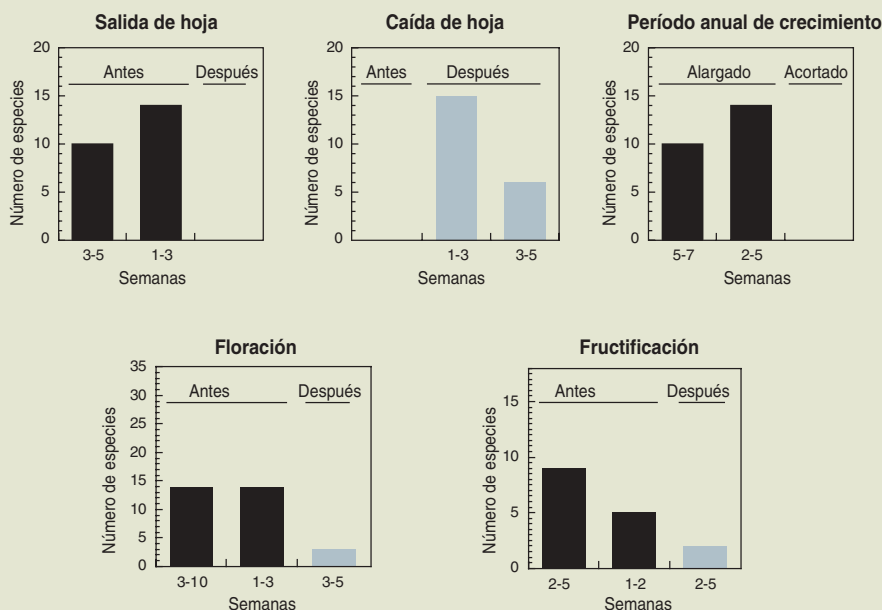 Salida de hoja
Número de especies
20
15
10
5
0
Antes
Después
3-5
1-3
Semanas
Caída de hoja
Número de especies
20
15
10
5
0
Antes
Después
1-3
3-5
Semanas
Período anual de crecimiento
Número de especies
20
15
10
5
0
Alargado
Acortado
5-7
2-5
Semanas
Floración
Número de especies
35
30
25
20
15
10
5
0
Antes
Después
3-10
1-3
3-5
Semanas
Fructificación
Número de especies
15
10
5
0
Antes
Después
2-5
1-2
2-5
Semanas